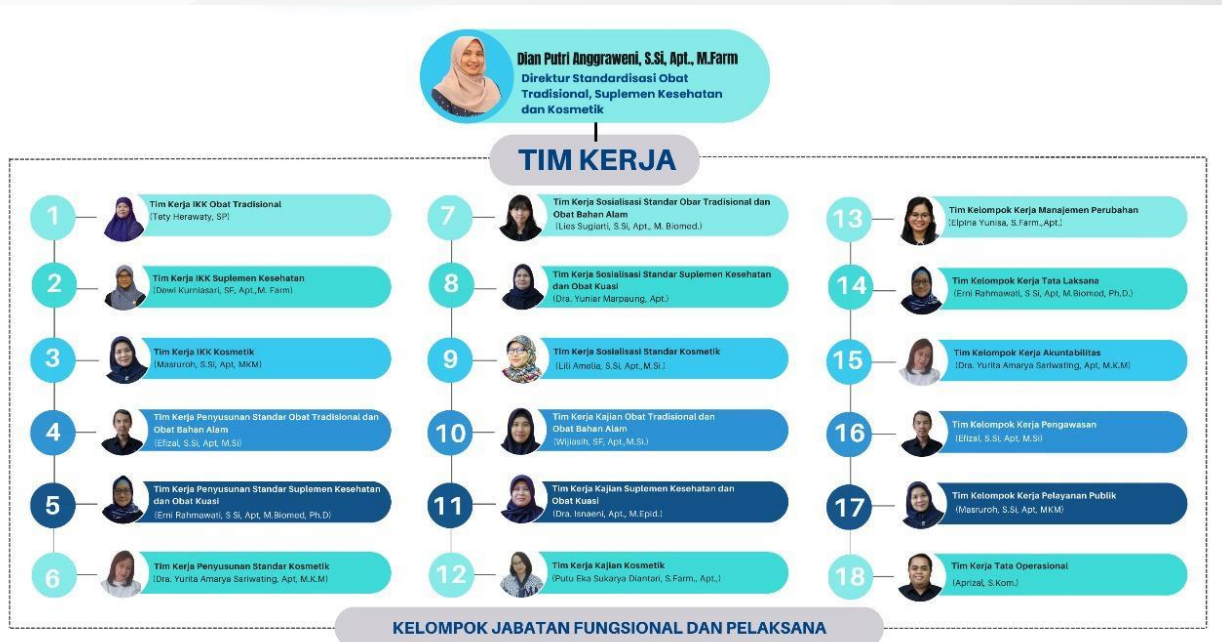 Dian Putri Anggraweni, S.Si, Apt., M.Farm
Direktur Standardisasi Obat
Tradisional, Suplemen Kesehatan
dan Kosmetik
TIM KERJA
1
Tim Kerja IKK Obat Tradisional
(Tety Herawaty, SP)
2
Tim Kerja IKK Suplemen Kesehatan
(Dewi Kurniasari, SF, Apt.,M. Farm)
3
Tim Kerja IKK Kosmetik
(Masruroh, S.Si, Apt, MKM)
4
Tim Kerja Penyusunan Standar Obat Tradisional dan
Obat Bahan Alam
(Efizal, S.Si, Apt, M.Si)
5
Tim Kerja Penyusunan Standar Suplemen Kesehatan
dan Obat Kuasi
(Erni Rahmawati, S Si, Apt, M.Biomed, Ph.D)
6
Tim Kerja Penyusunan Standar Kosmetik
(Dra. Yurita Amarya Sariwating, Apt, M.K.M)
7
Tim Kerja Sosialisasi Standar Obar Tradisional dan
Obat Bahan Alam
(Lies Sugiarti, S.Si, Apt., M. Biomed.)
8
Tim Kerja Sosialisasi Standar Suplemen Kesehatan
dan Obat Kuasi
(Dra. Yuniar Marpaung, Apt.)
9
Tim Kerja Sosialisasi Standar Kosmetik
(Lili Amelia, S.Si, Apt.,M.Si.)
10
Tim Kerja Kajian Obat Tradisional dan
Obat Bahan Alam
(Wijiasih, SF, Apt.,M.Si.)
11
Tim Kerja Kajian Suplemen Kesehatan dan
Obat Kuasi
(Dra. Isnaeni, Apt., M.Epid.)
12
Tim Kerja Kajian Kosmetik
(Putu Eka Sukarya Diantari, S.Farm., Apt.,)
13
Tim Kelompok Kerja Manajemen Perubahan
(Elpina Yunisa, S.Farm.,Apt.)
14
Tim Kelompok Kerja Tata Laksana
(Erni Rahmawati, S Si, Apt, M.Biomed, Ph.D.)
15
Tim Kelompok Kerja Akuntabilitas
(Dra. Yurita Amarya Sariwating, Apt, M.K.M)
16
Tim Kelompok Kerja Pengawasan
(Efizal, S.Si, Apt, M.Si)
17
Tim Kelompok Kerja Pelayanan Publik
(Masruroh, S.Si, Apt, MKM)
18
Tim Kerja Tata Operasional
(Aprizal, S.Kom.)
KELOMPOK JABATAN FUNGSIONAL DAN PELAKSANA